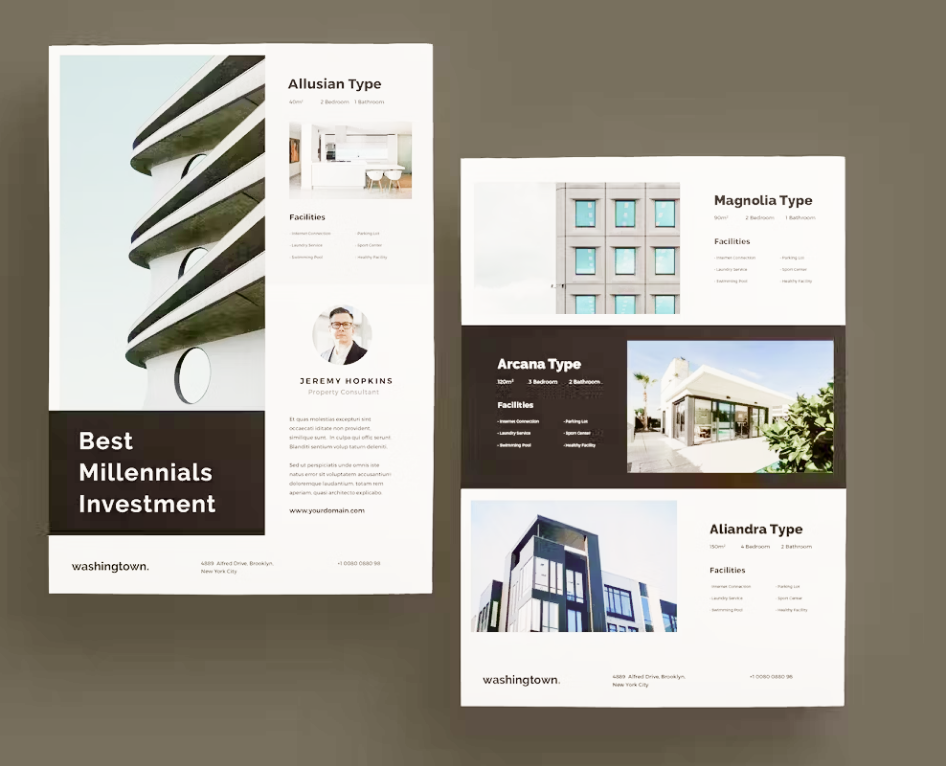 Allusian Type
40m² 2 Bedroom 1 Bathroom
Facilities
-Internet Connection -Parking Lot
-Laundry Service -Sport Center
-Swimming Pool -Healthy Facility
JEREMY HOPKINS
Property Consultant
Et quas molestias excepturi sint
occaecati iditate non provident,
similique sunt. In culpa qui offic serunt
Blanditi sentium volup tatum deleniti
Sed ut perspiciatis unde omnis iste
natus error sit voluptatem accusantium
doloremque laudantium, totam rem
aperiam, quae architecto explicabo
www.yourdomain.com
Best
Millennials
Investment
washingtown.
4889 Alfred Drive, Brooklyn,
New York City
+1 0080 0880 98
Magnolia Type
90m² 2 Bedroom 1 Bathroom
Facilities
-Internet Connection -Parking Lot
-Laundry Service -Sport Center
-Swimming Pool -Healthy Facility
Arcana Type
120m² 3 Bedroom 2 Bathroom
Facilities
-Internet Connection -Parking Lot
-Laundry Service -Sport Center
-Swimming Pool -Healthy Facility
Aliandra Type
150m² 4 Bedroom 2 Bathroom
Facilities
-Internet Connection -Parking Lot
-Laundry Service -Sport Center
-Swimming Pool -Healthy Facility
washingtown.
4889 Alfred Drive, Brooklyn,
New York City
+1 0080 0880 98